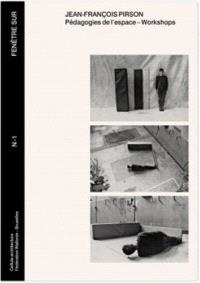 JEAN-FRANÇOIS PIRSON
Pédagogies de l'espace – Workshops
FENÊTRE SUR
N-1
Cellule architecture
Fédération Wallonie - Bruxelles